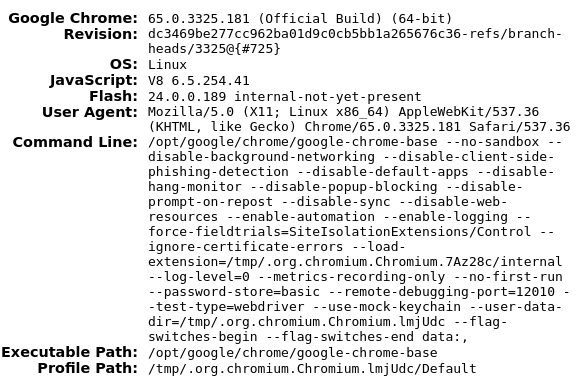 Google Chrome: 65.0.3325.181 (Official Build) (64-bit)
Revision: dc3469be277cc962ba01d9c0cb5bb1a265676c36-refs/branch-
heads/3325@{#725}
OS: Linux
JavaScript: V8 6.5.254.41
Flash: 24.0.0.189 internal-not-yet-present
User Agent: Mozilla/5.0 (X11; Linux x86_64) AppleWebKit/537.36
(KHTML, like Gecko) Chrome/65.0.3325.181 Safari/537.36
Command Line: /opt/google/chrome/google-chrome-base --no-sandbox --
disable-background-networking --disable-client-side-
phishing-detection --disable-default-apps --disable-
hang-monitor --disable-popup-blocking --disable-
prompt-on-repost --disable-sync --disable-web-
resources --enable-automation --enable-logging --
force-fieldtrials=SiteIsolationExtensions/Control --
ignore-certificate-errors --load-
extension=/tmp/.org.chromium.Chromium.7Az28c/internal
--log-level=0 --metrics-recording-only --no-first-run
--password-store=basic --remote-debugging-port=12010 -
-test-type=webdriver --use-mock-keychain --user-data-
dir=/tmp/.org.chromium.Chromium.lmjUdc --flag-
switches-begin --flag-switches-end data:,
Executable Path: /opt/google/chrome/google-chrome-base
Profile Path: /tmp/.org.chromium.Chromium.lmjUdc/Default